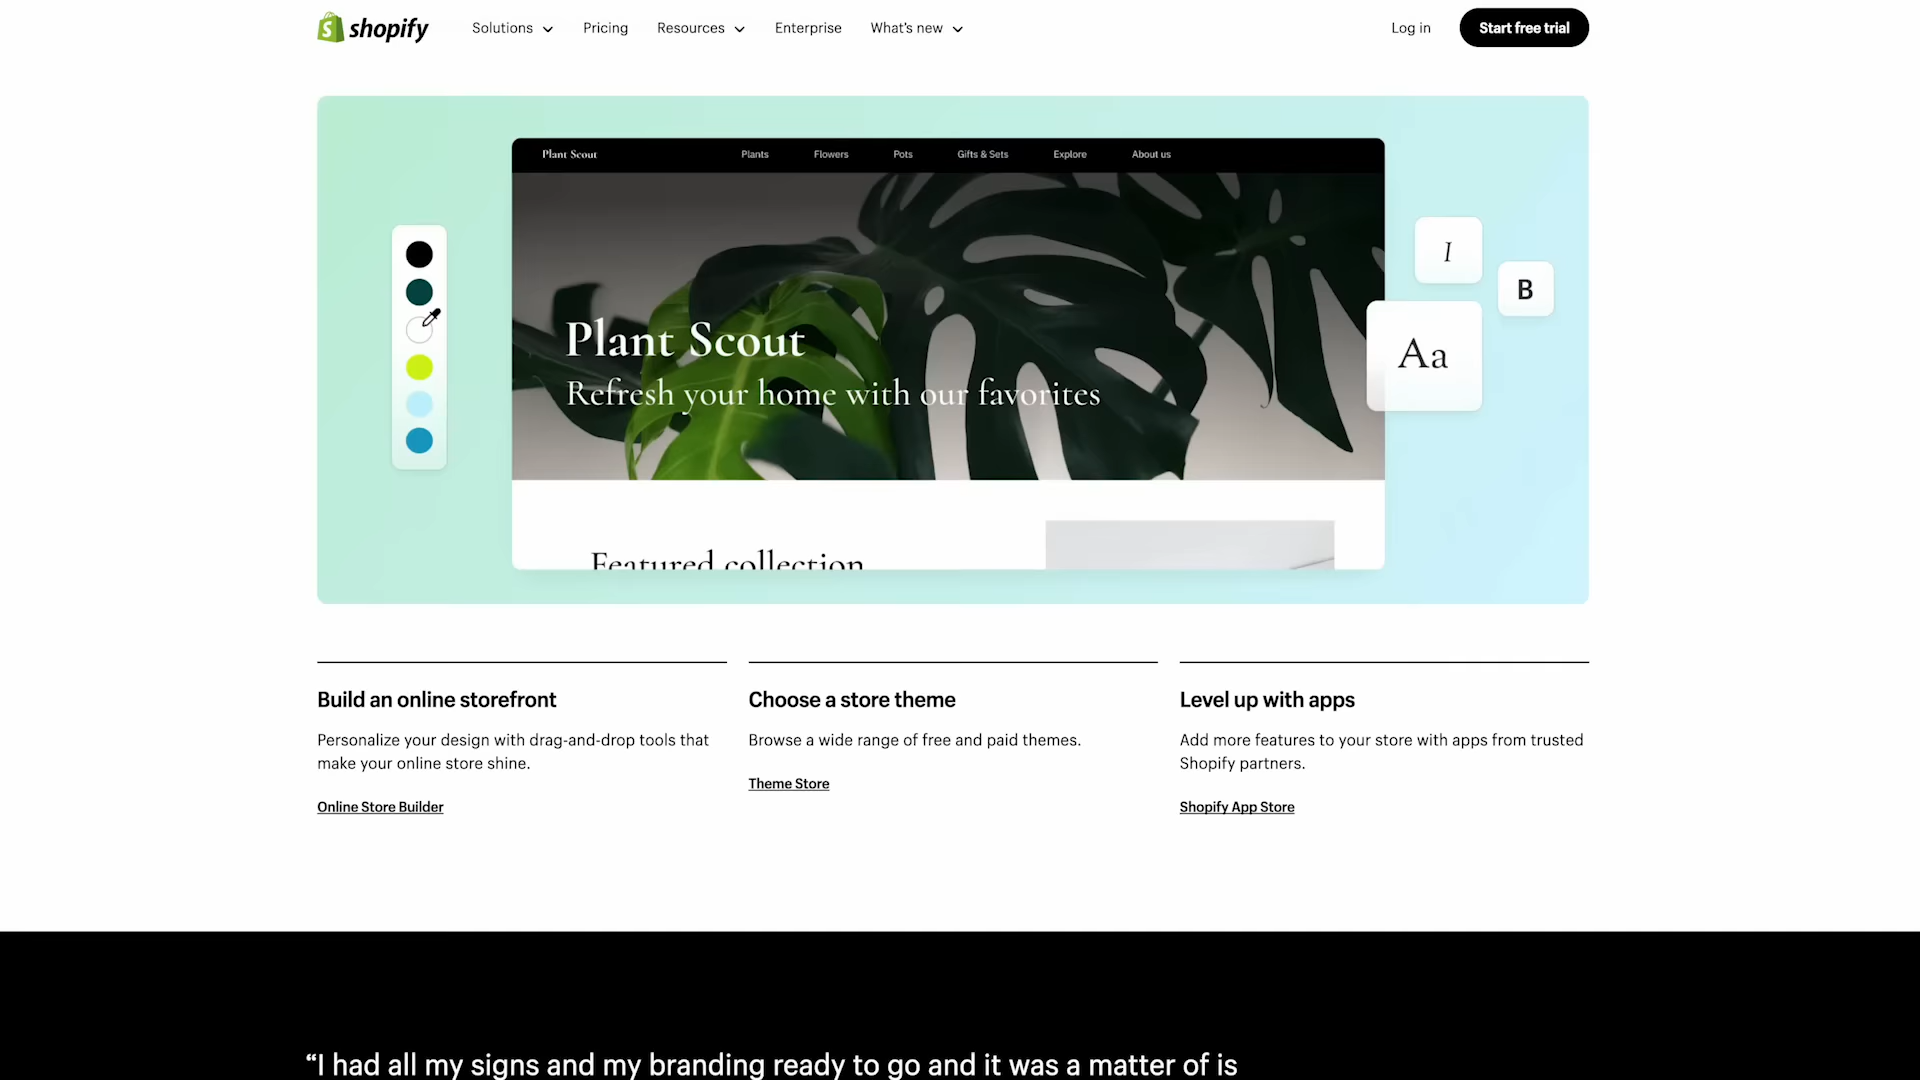 shopify
Solutions
Pricing
Resources
Enterprise
What's new
Log in
Start free trial
Plant Scout
Plants
Flowers
Pots
Gifts & Sets
Explore
About us
Plant Scout
Refresh your home with our favorites
I
B
Aa
Featured collection
Build an online storefront
Personalize your design with drag-and-drop tools that
make your online store shine.
Online Store Builder
Choose a store theme
Browse a wide range of free and paid themes.
Theme Store
Level up with apps
Add more features to your store with apps from trusted
Shopify partners.
Shopify App Store
“I had all my signs and my branding ready to go and it was a matter of is